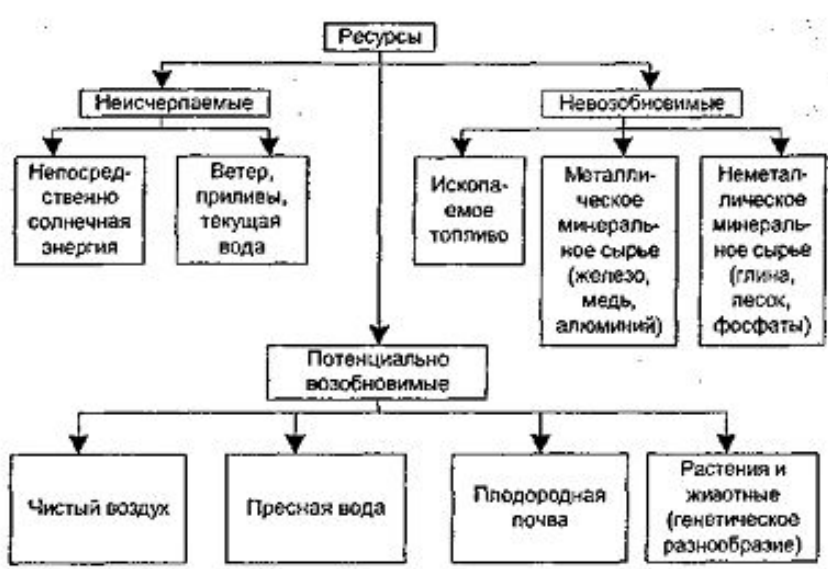 Ресурсы
Неисчерпаемые
Невозобновимые
Непосред-
ственно
солнечная
энергия
Ветер,
приливы,
текущая
вода
Ископа-
емое
топливо
Металли-
ческое
минераль-
ное сырье
(железо,
медь,
алюминий)
Неметал-
лическое
минераль-
ное сырье
(глина,
песок,
фосфаты)
Потенциально
возобновимые
Чистый воздух
Пресная вода
Плодородная
почва
Растения и
животные
(генетическое
разнообразие)